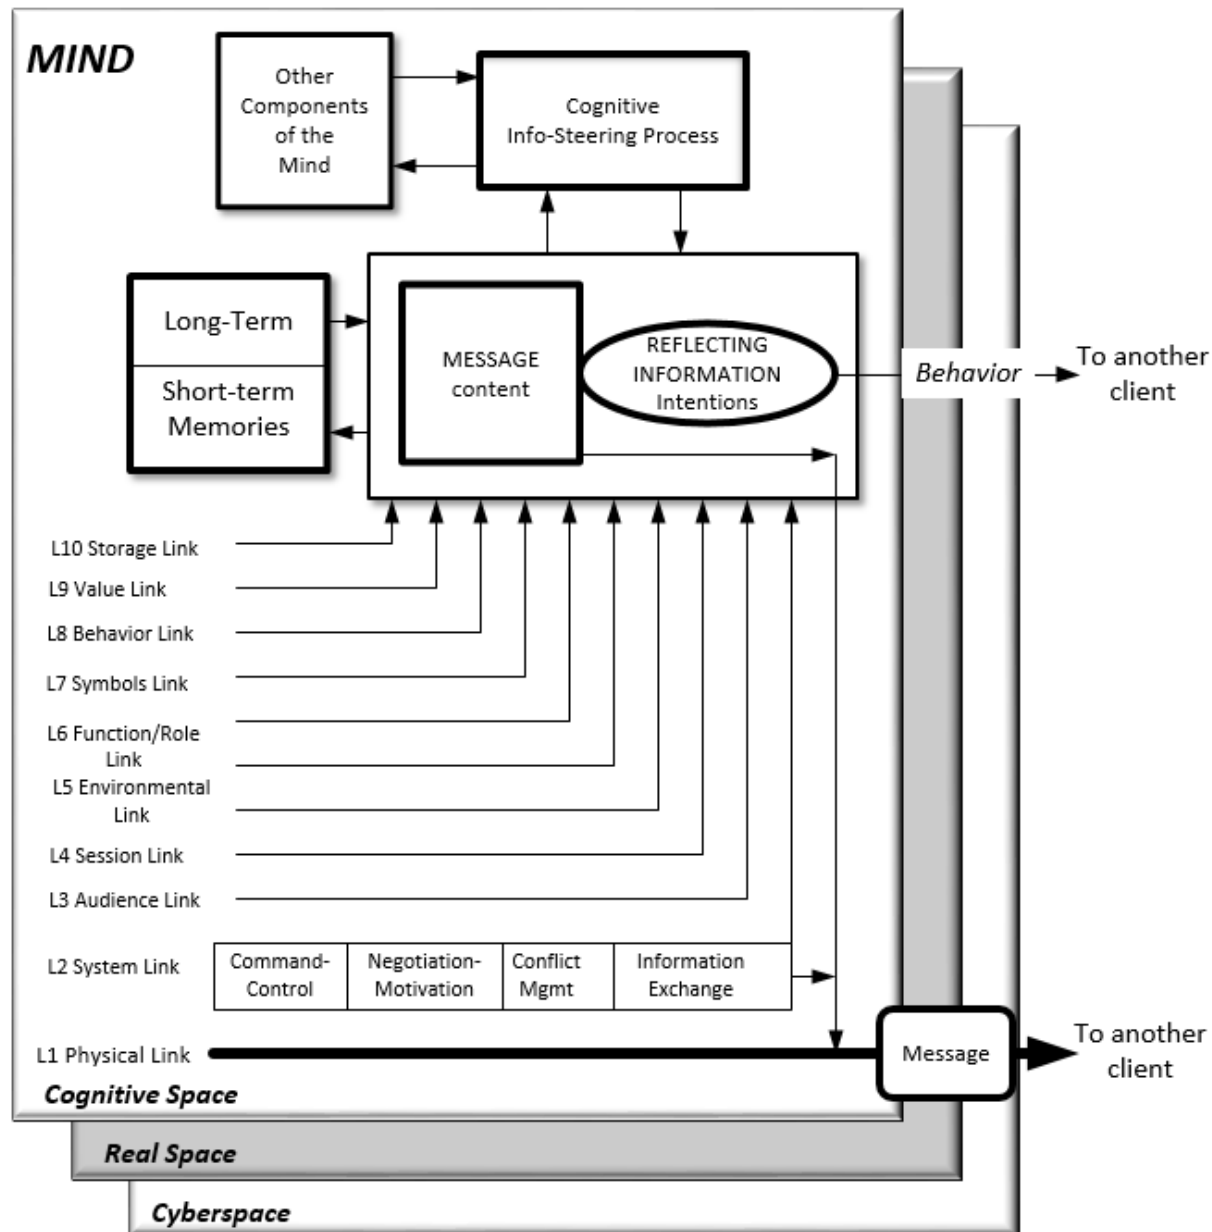 MIND
Other
Components
of the
Mind
Cognitive
Info-Steering Process
Long-Term
Short-term
Memories
MESSAGE
content
REFLECTING
INFORMATION
Intentions
Behavior
To another
client
L10 Storage Link
L9 Value Link
L8 Behavior Link
L7 Symbols Link
L6 Function/Role
Link
L5 Environmental
Link
L4 Session Link
L3 Audience Link
L2 System Link
Command-
Control
Negotiation-
Motivation
Conflict
Mgmt
Information
Exchange
L1 Physical Link
Message
To another
client
Cognitive Space
Real Space
Cyberspace